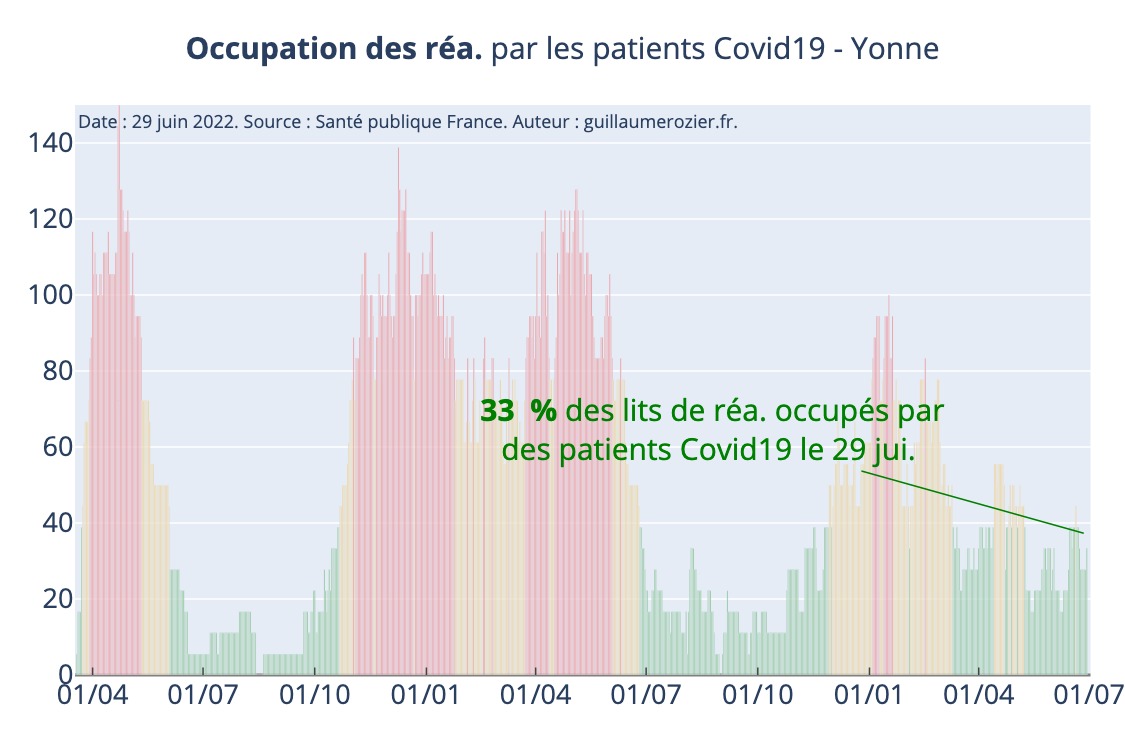 Occupation des réa. par les patients Covid19 - Yonne
Date : 29 juin 2022. Source : Santé publique France. Auteur : guillaumerozier.fr.
140
120
100
80
33 % des lits de réa. occupés par
des patients Covid19 le 29 jui.
60
40
20
0
01/04 01/07 01/10 01/01 01/04 01/07 01/10 01/01 01/04 01/07